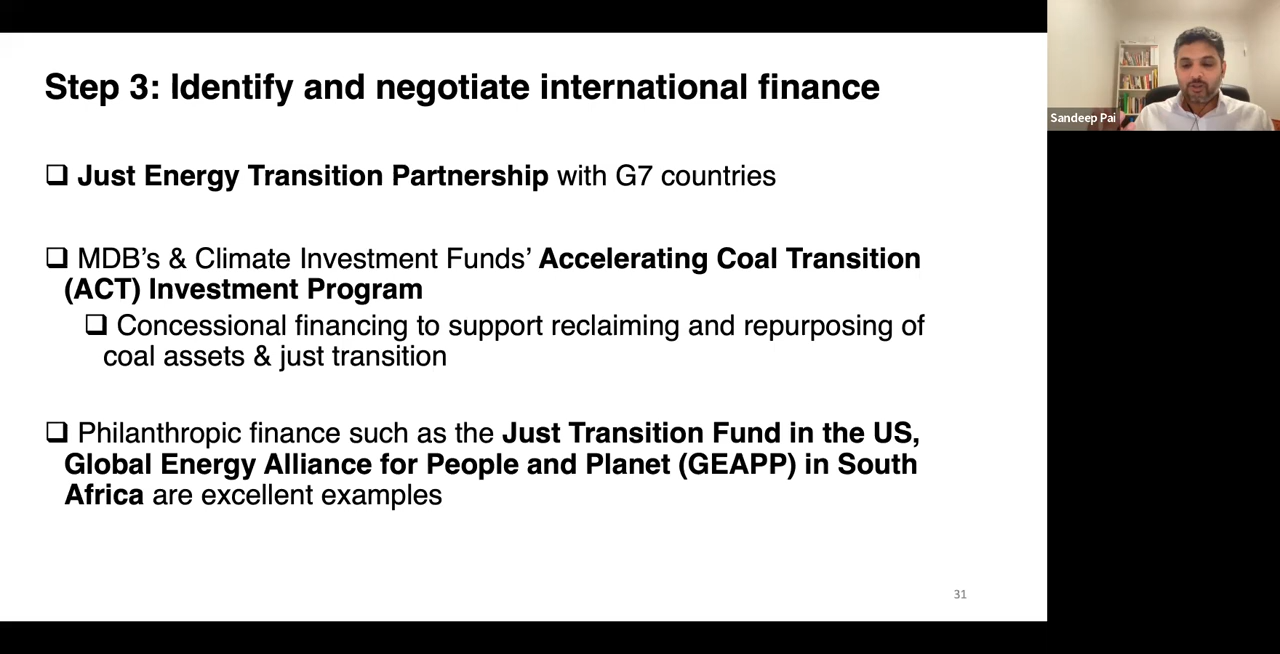 Step 3: Identify and negotiate international finance
❑ Just Energy Transition Partnership with G7 countries
❑ MDB’s & Climate Investment Funds’ Accelerating Coal Transition
(ACT) Investment Program
❑ Concessional financing to support reclaiming and repurposing of
coal assets & just transition
❑ Philanthropic finance such as the Just Transition Fund in the US,
Global Energy Alliance for People and Planet (GEAPP) in South
Africa are excellent examples
31
Sandeep Pai